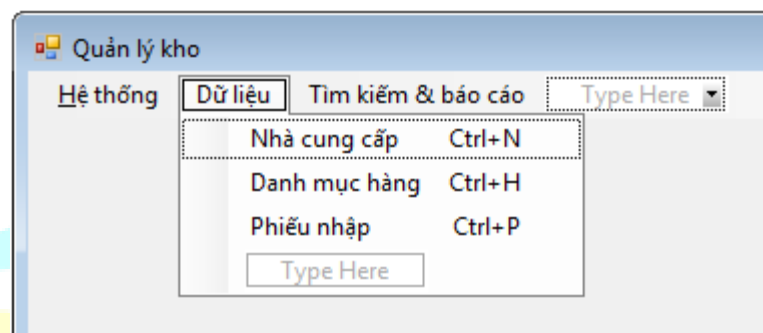 Quản lý kho
Hệ thống Dữ liệu Tìm kiếm & báo cáo Type Here
Nhà cung cấp Ctrl+N
Danh mục hàng Ctrl+H
Phiếu nhập Ctrl+P
Type Here